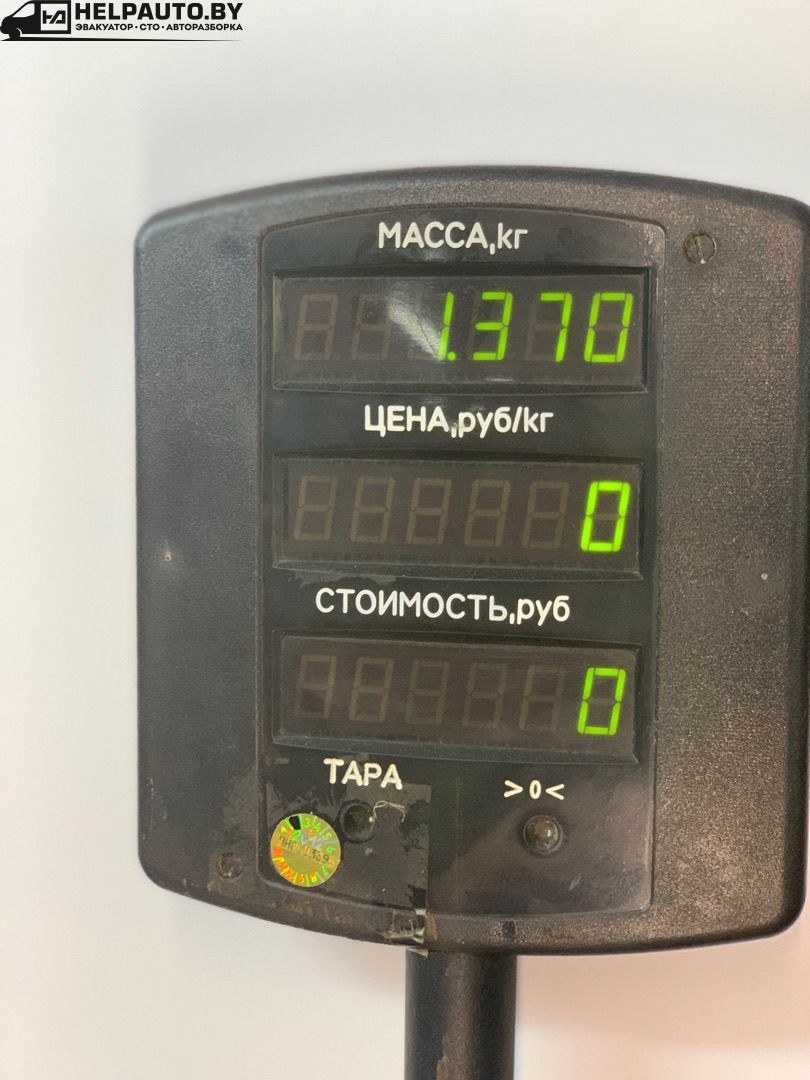 HELPAUTO.BY
ЭВАКУАТОР • СТО • АВТОРАЗБОРКА
МАССА,кг
1.370
ЦЕНА,руб/кг
0
СТОИМОСТЬ,руб
0
ТАРА
>0<